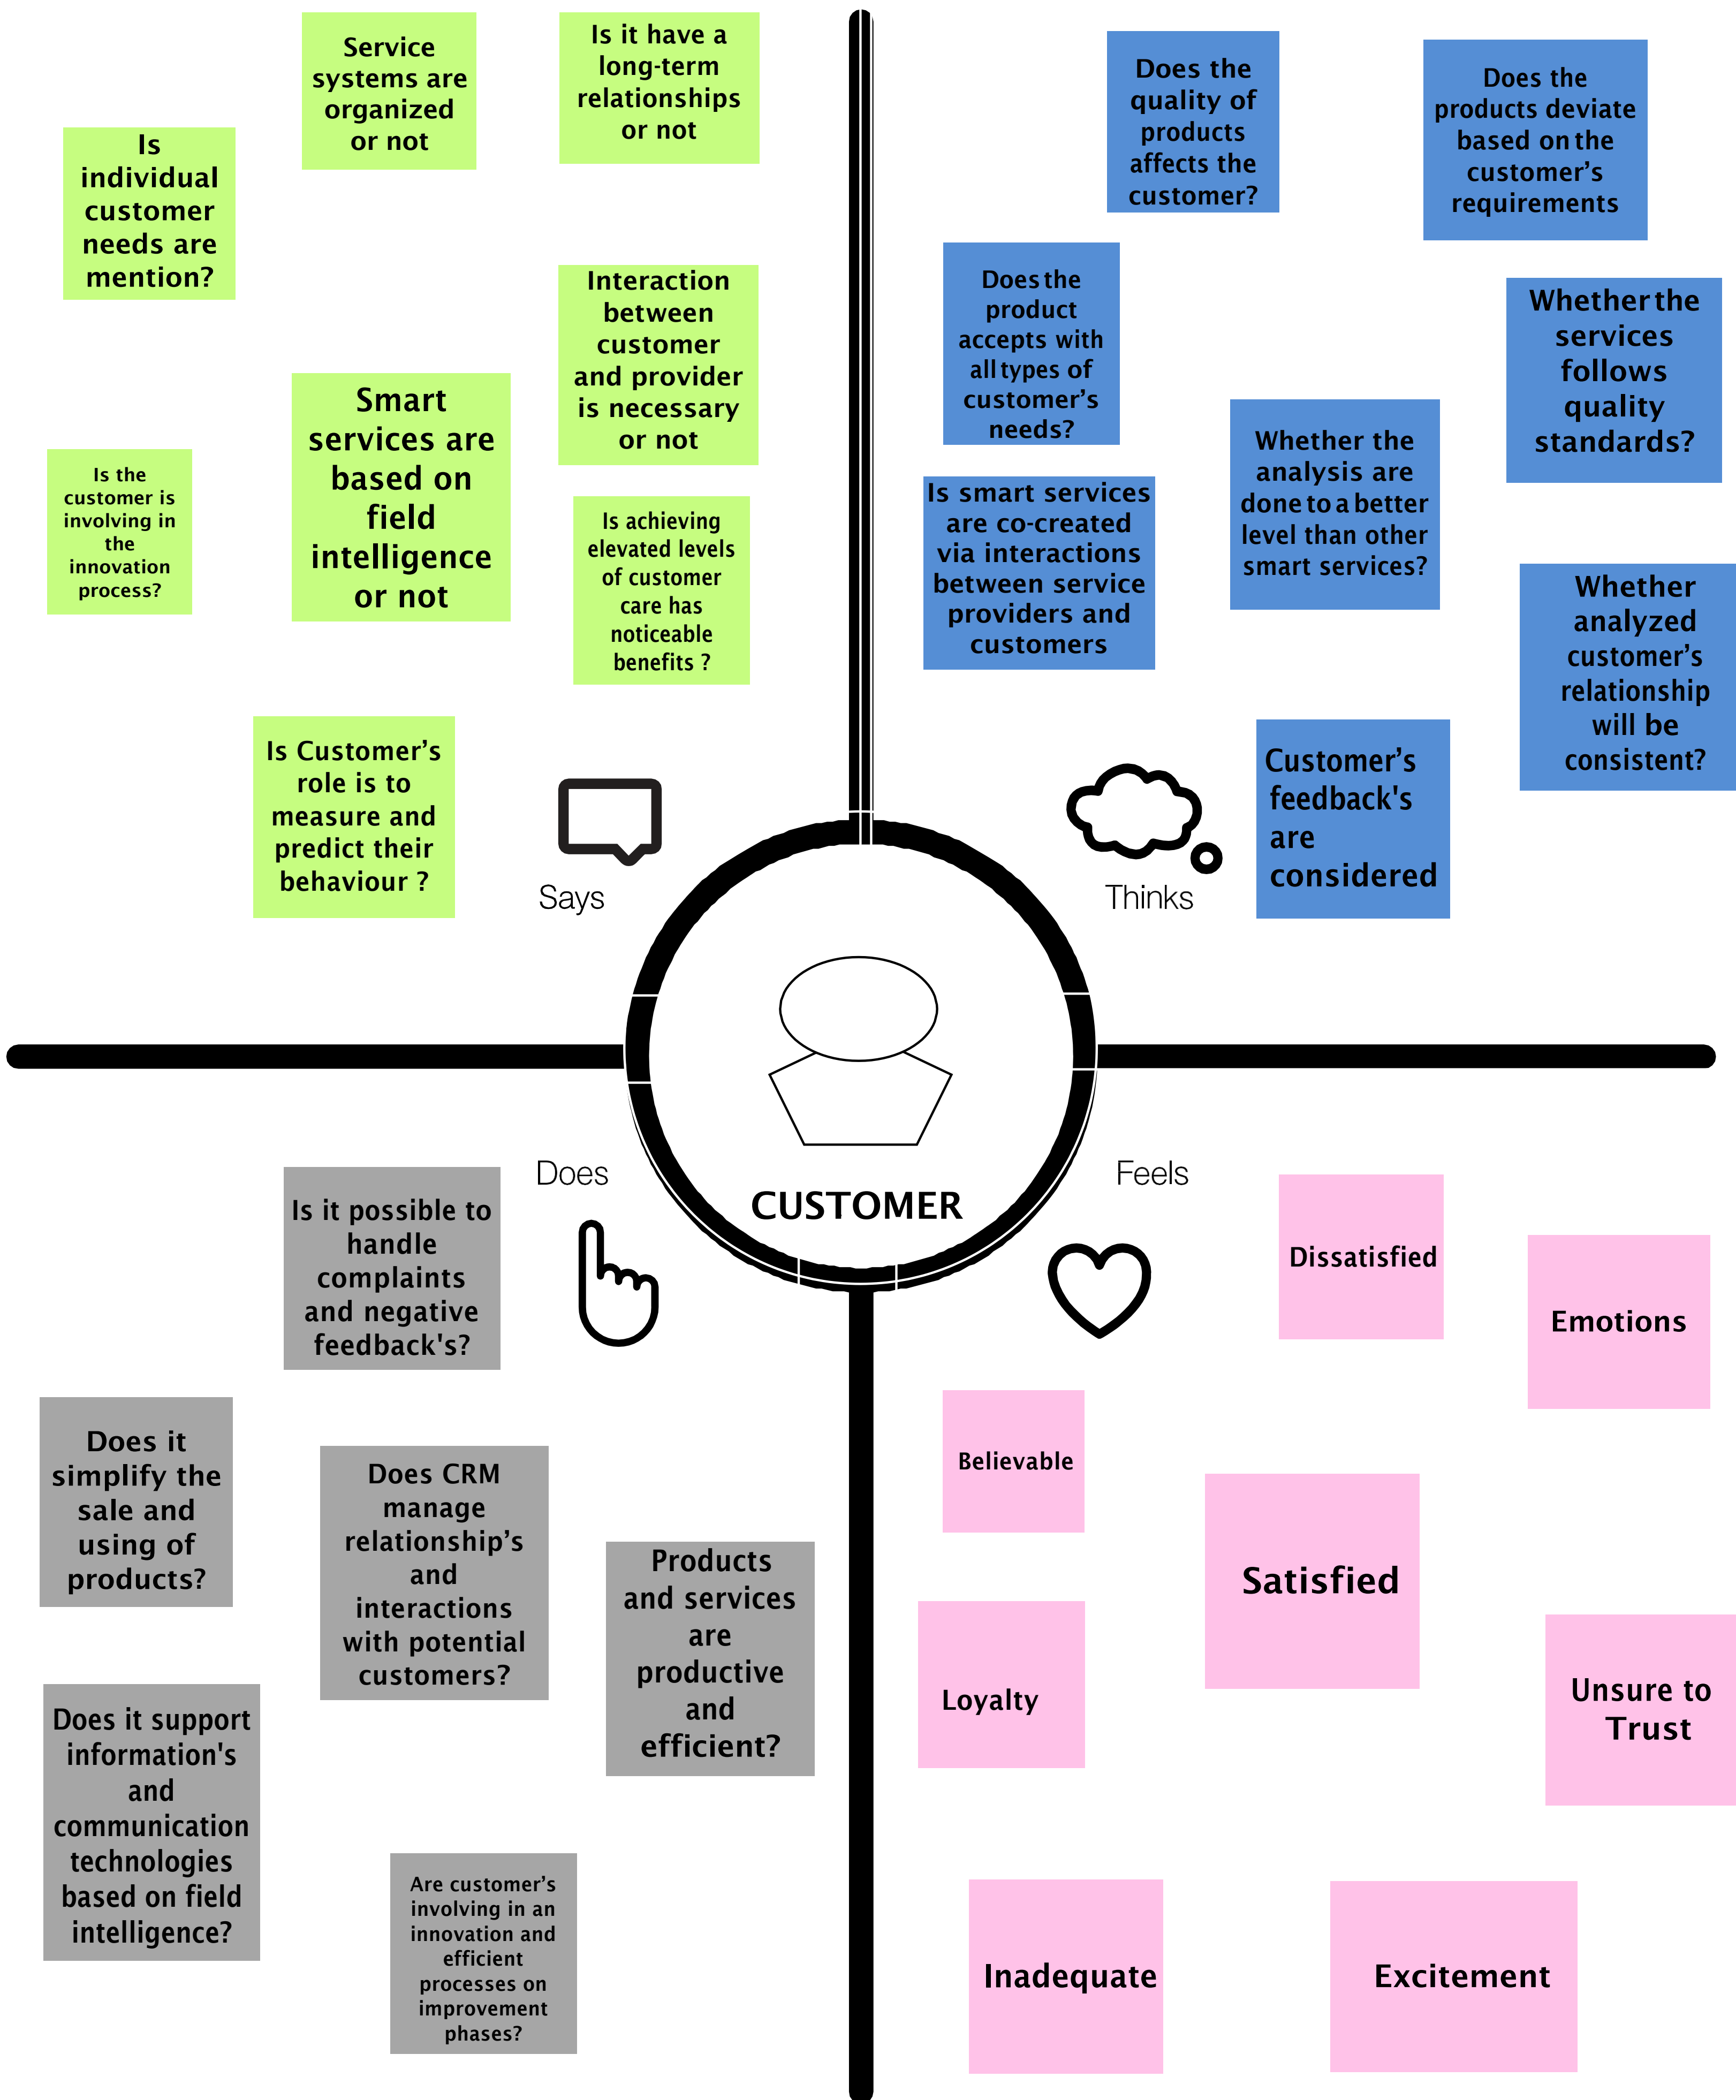 Service
systems are
organized
or not
Is it have a
long-term
relationships
or not
Is
individual
customer
needs are
mention?
Interaction
between
customer
and provider
is necessary
or not
Smart
services are
based on
field
intelligence
or not
Is the
customer is
involving in
the
innovation
process?
Is achieving
elevated levels
of customer
care has
noticeable
benefits ?
Is Customer's
role is to
measure and
predict their
behaviour ?
Says
Does the
quality of
products
affects the
customer?
Does the
products deviate
based on the
customer's
requirements
Does the
product
accepts with
all types of
customer's
needs?
Whether the
services
follows
quality
standards?
Whether the
analysis are
done to a better
level than other
smart services?
Is smart services
are co-created
via interactions
between service
providers and
customers
Whether
analyzed
customer's
relationship
will be
consistent?
Customer's
feedback's
are
considered
Thinks
CUSTOMER
Does
Is it possible to
handle
complaints
and negative
feedback's?
Does it
simplify the
sale and
using of
products?
Does CRM
manage
relationship's
and
interactions
with potential
customers?
Products
and services
are
productive
and
efficient?
Does it support
information's
and
communication
technologies
based on field
intelligence?
Are customer's
involving in an
innovation and
efficient
processes on
improvement
phases?
Feels
Dissatisfied
Emotions
Believable
Satisfied
Loyalty
Unsure to
Trust
Inadequate
Excitement